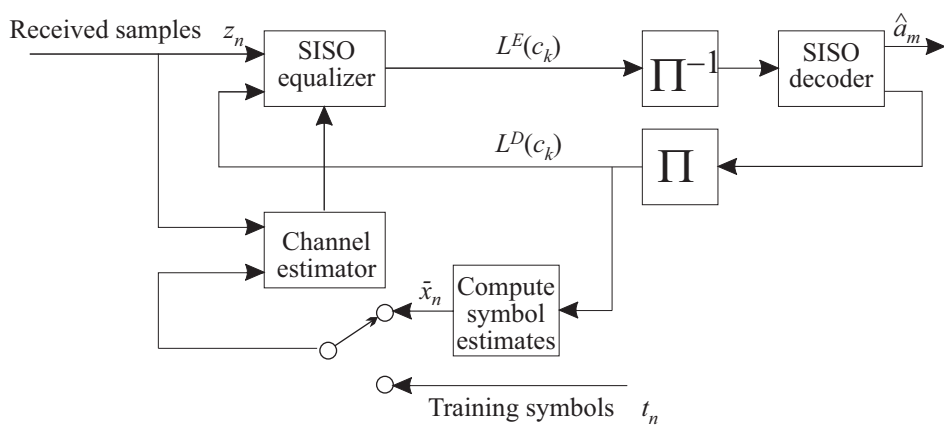 Received samples z_n
SISO
equalizer
L^E(c_k)
∏^{-1}
SISO
decoder
â_m
L^D(c_k)
∏
Channel
estimator
x̄_n
Compute
symbol
estimates
Training symbols t_n